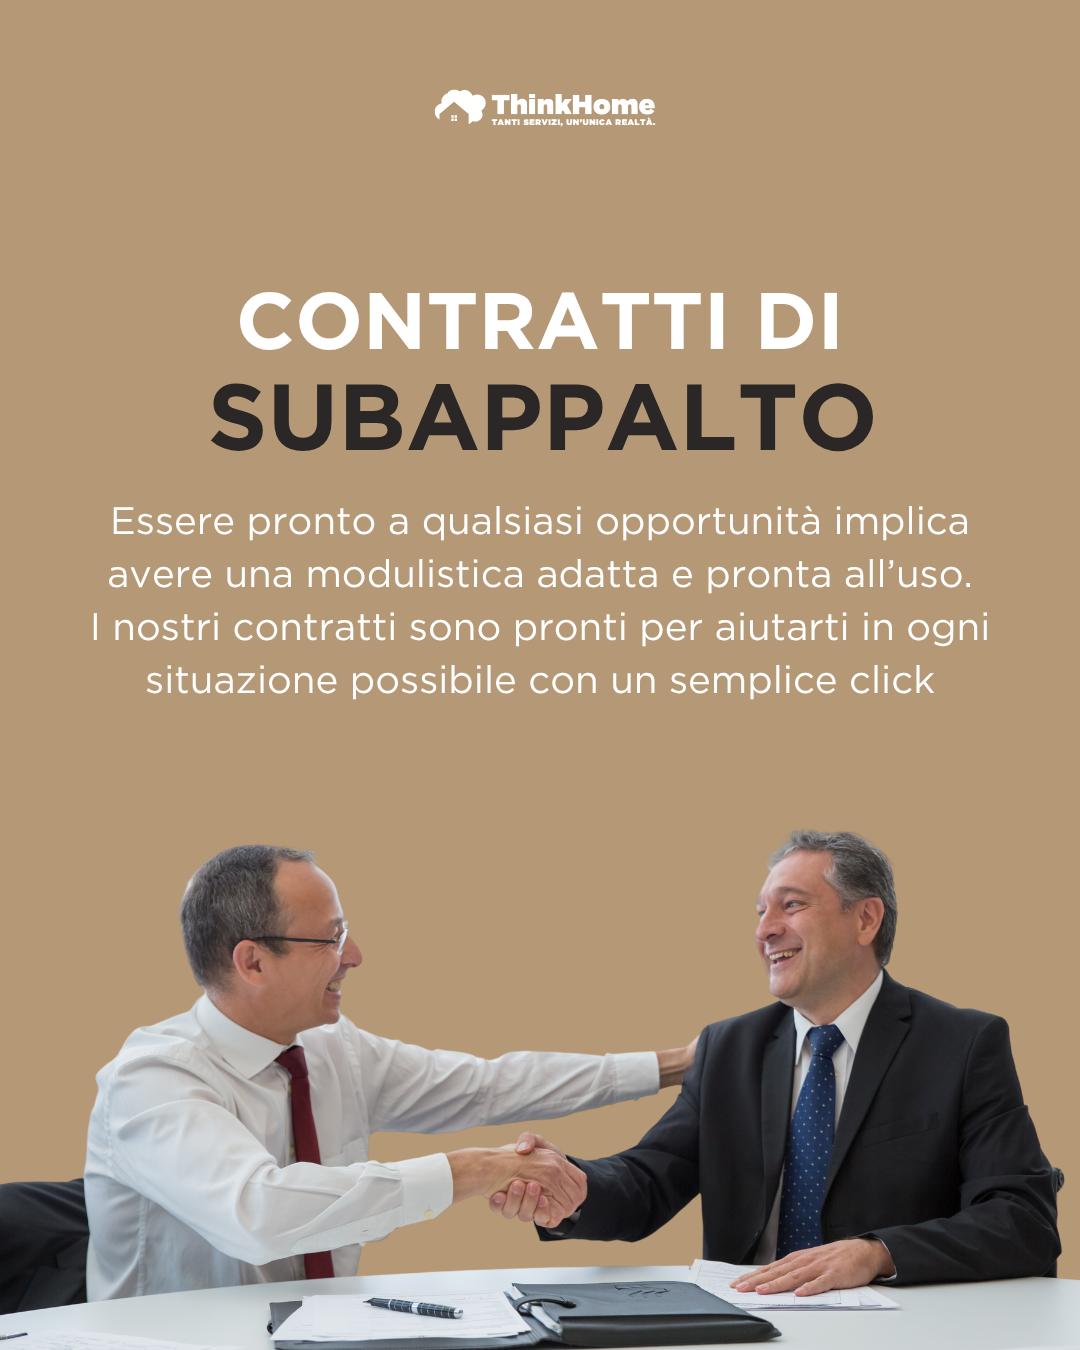 ThinkHome
TANTI SERVIZI, UN'UNICA REALTÀ.
CONTRATTI DI
SUBAPPALTO
Essere pronto a qualsiasi opportunità implica
avere una modulistica adatta e pronta all’uso.
I nostri contratti sono pronti per aiutarti in ogni
situazione possibile con un semplice click